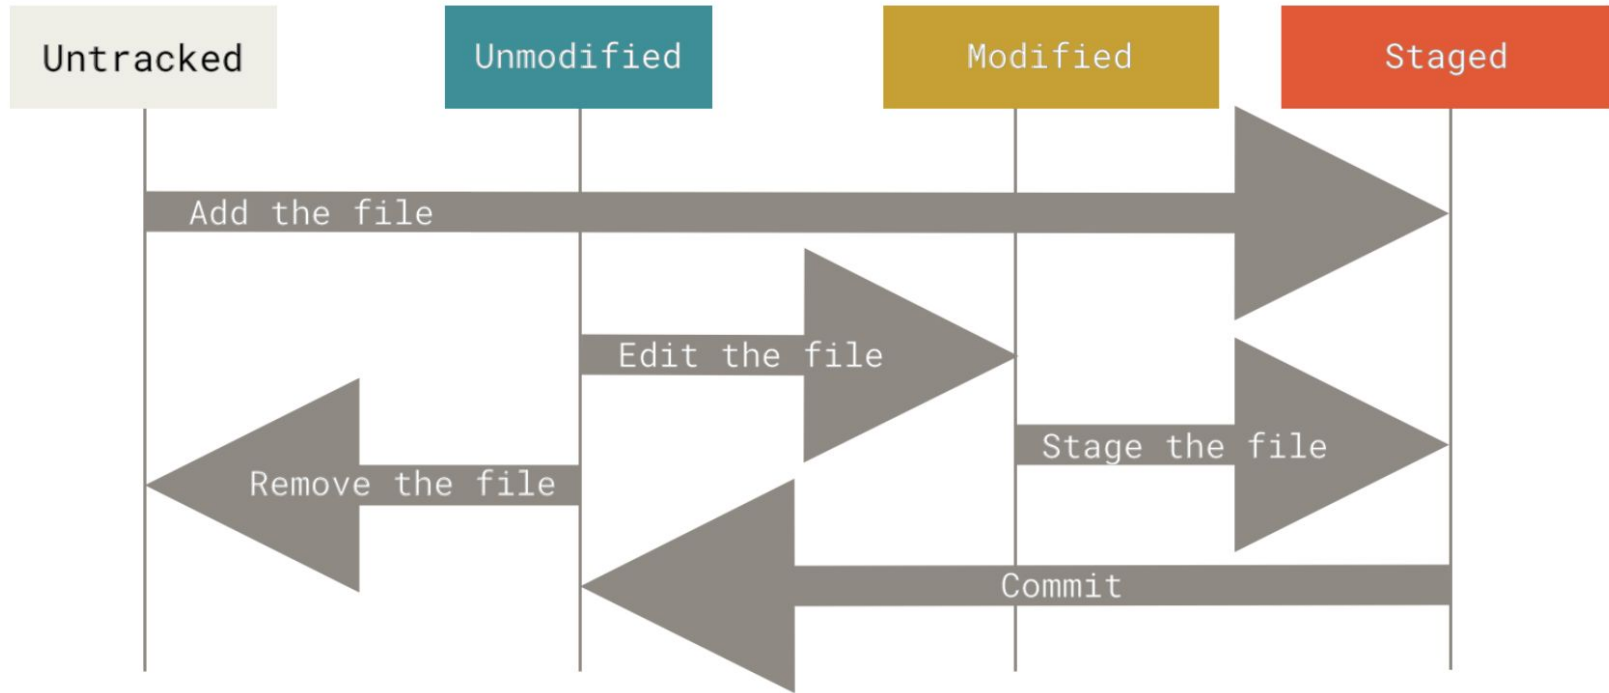 Untracked
Unmodified
Modified
Staged
Add the file
Edit the file
Stage the file
Remove the file
Commit